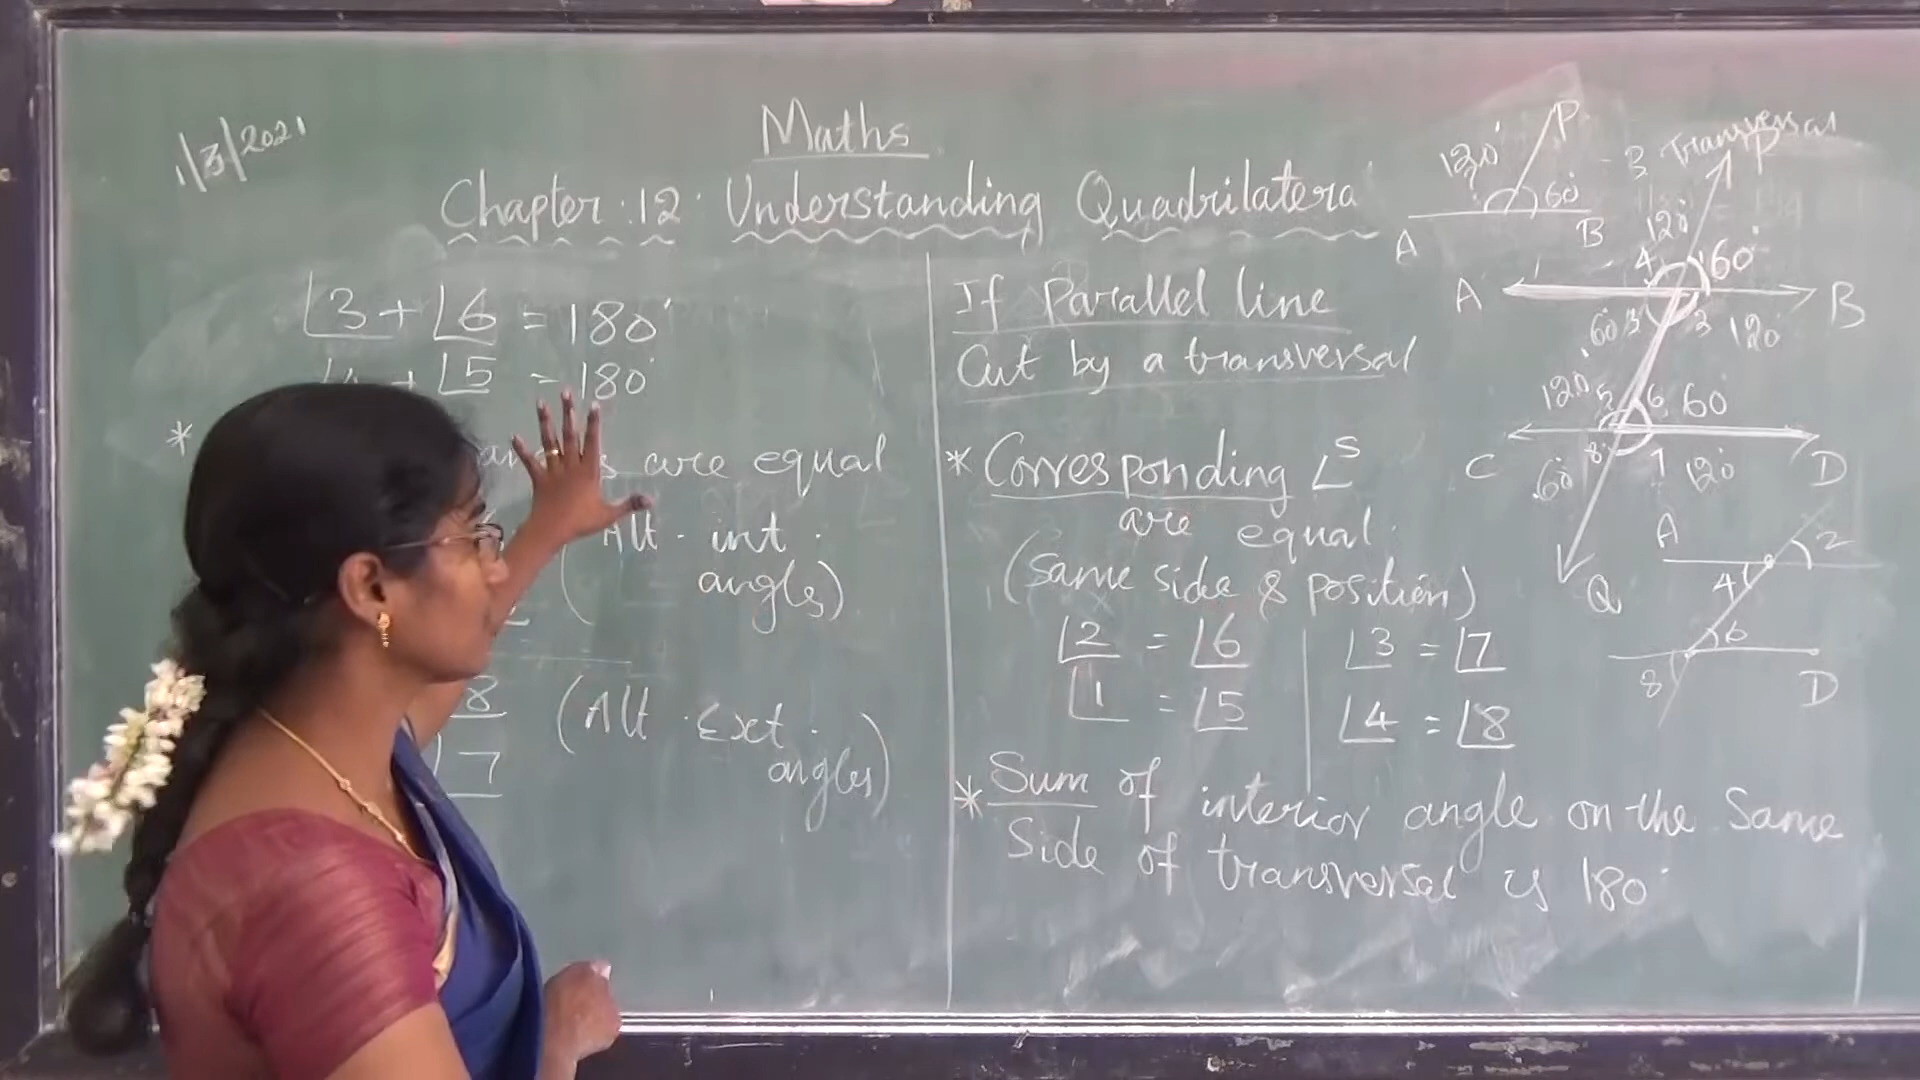 1/3/2021
Maths
Chapter : 12 : Understanding Quadrilatera
∠3 + ∠6 = 180°
∠4 + ∠5 = 180°
* are equal
(Alt . int .
angles)
8 (Alt . Ext .
∠7 angles)
If Parallel line
Cut by a transversal
* Corresponding ∠s
are equal.
(Same side & position)
∠2 = ∠6 ∠3 = ∠7
∠1 = ∠5 ∠4 = ∠8
* Sum of interior angle on the Same
Side of transversal is 180°
120° P
60°
A B
Transversal
P
120°
4 1 60°
A B
60° 3 2 120°
120° 5 6 60°
C D
60° 8 7 120°
Q
A 2
4
6
8 D